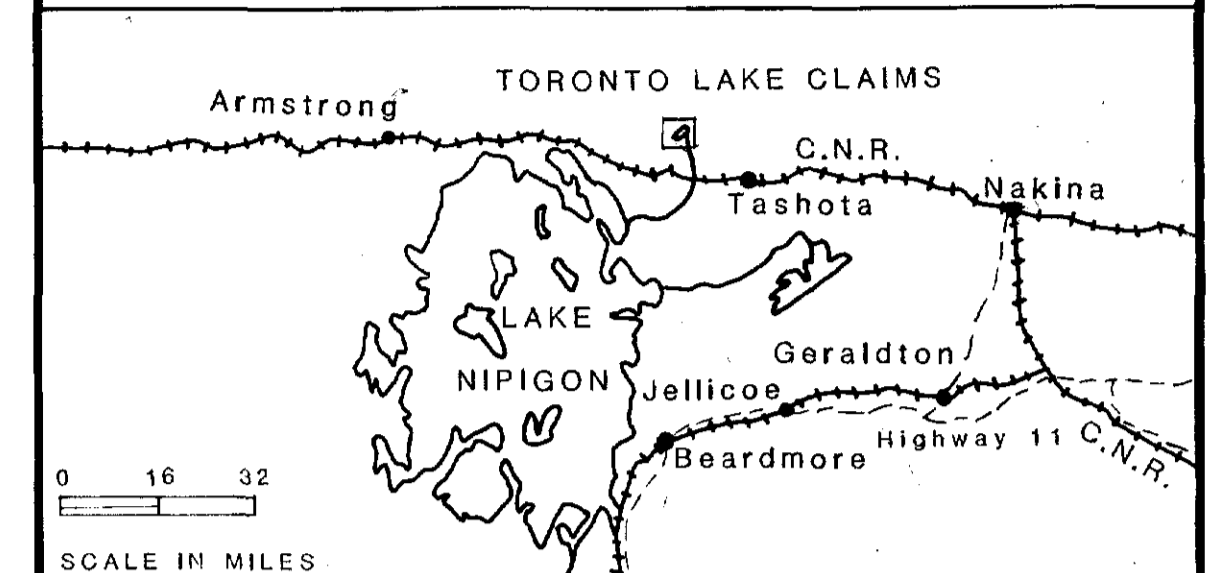 TORONTO LAKE CLAIMS
Armstrong
C.N.R.
Tashota
Nakina
LAKE
NIPIGON
Geraldton
Jellicoe
Highway 11
C.N.R.
Beardmore
0 16 32
SCALE IN MILES